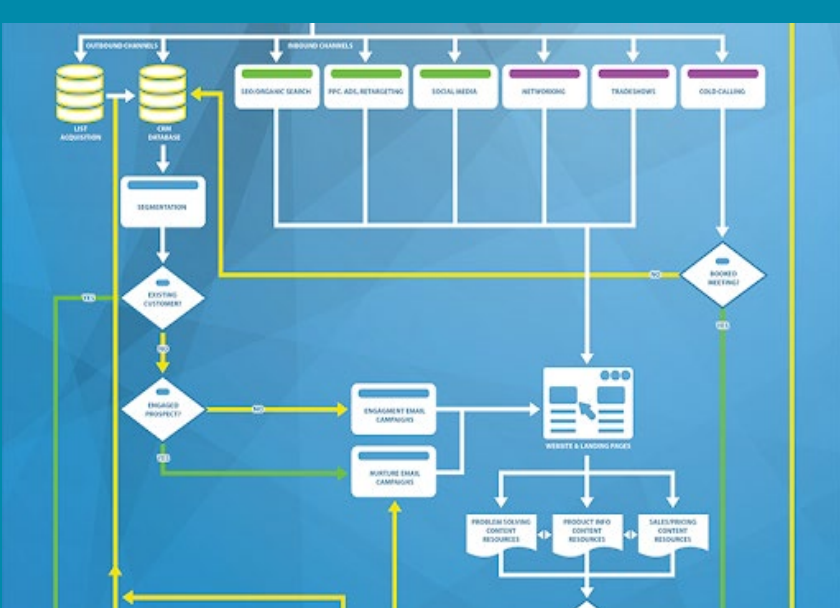 OUTBOUND CHANNELS
INBOUND CHANNELS
SEO/ORGANIC SEARCH
PPC, ADS, RETARGETING
SOCIAL MEDIA
NETWORKING
TRADESHOWS
COLD CALLING
LIST
ACQUISITION
CRM
DATABASE
SEGMENTATION
NO
BOOKED
MEETING?
YES
EXISTING
CUSTOMER?
YES
NO
ENGAGED
PROSPECT?
NO
ENGAGMENT EMAIL
CAMPAIGNS
YES
NURTURE EMAIL
CAMPAIGNS
WEBSITE & LANDING PAGES
PROBLEM SOLVING
CONTENT
RESOURCES
PRODUCT INFO
CONTENT
RESOURCES
SALES/PRICING
CONTENT
RESOURCES